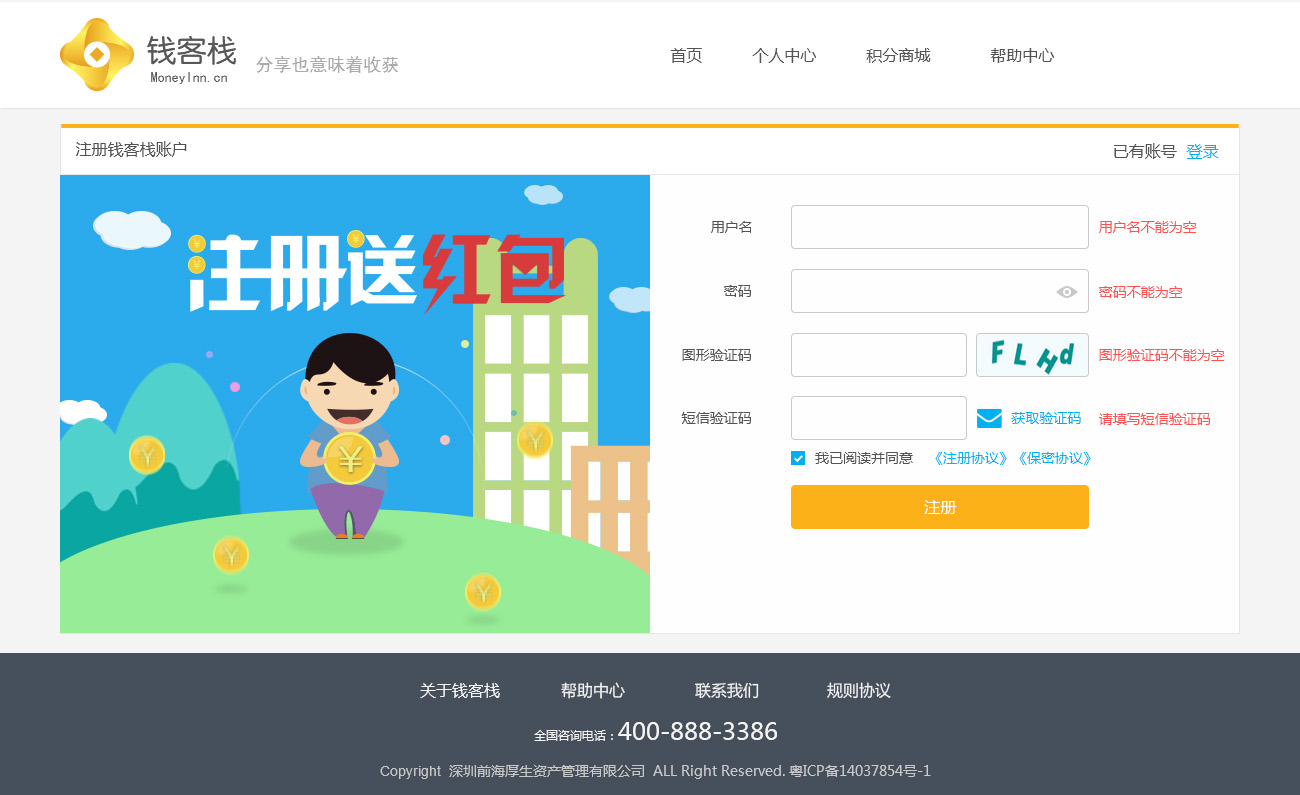 钱客栈
MoneyInn.cn
分享也意味着收获
首页 个人中心 积分商城 帮助中心
注册钱客栈账户
已有账号 登录
注册送红包
用户名
用户名不能为空
密码
密码不能为空
图形验证码
FLHd
图形验证码不能为空
短信验证码
获取验证码
请填写短信验证码
我已阅读并同意 《注册协议》《保密协议》
注册
关于钱客栈 帮助中心 联系我们 规则协议
全国咨询电话：400-888-3386
Copyright 深圳前海厚生资产管理有限公司 ALL Right Reserved. 粤ICP备14037854号-1